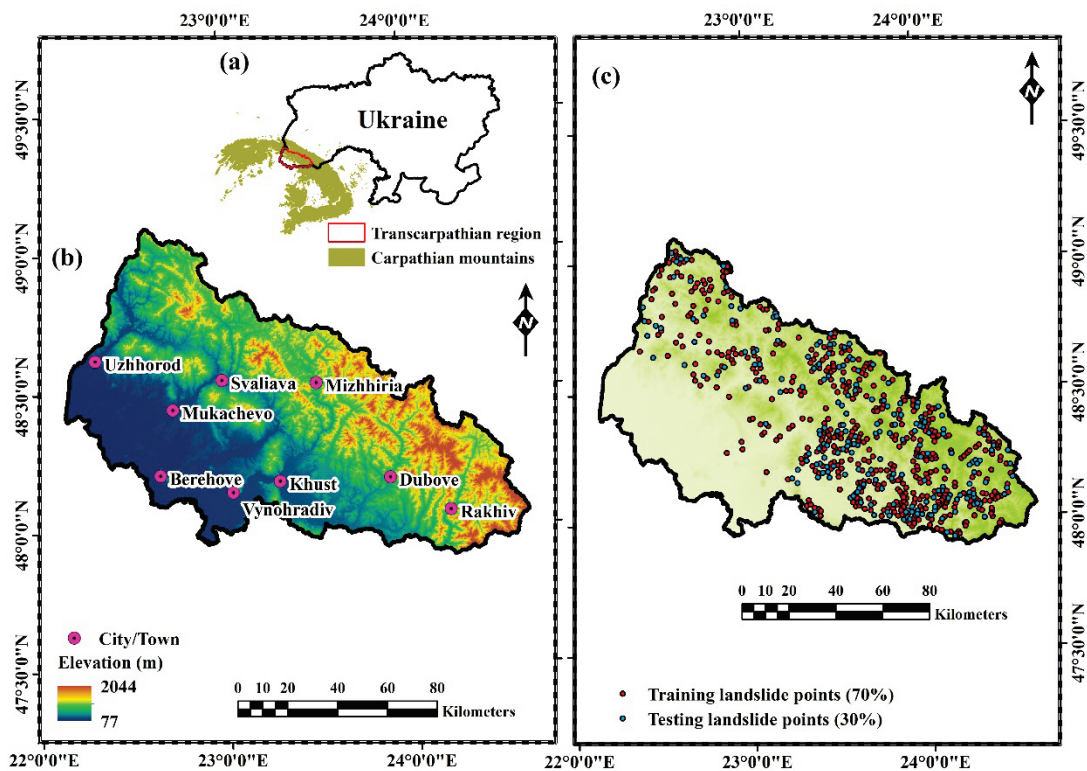 23°0'0"E
24°0'0"E
23°0'0"E
24°0'0"E
(a)
Ukraine
Transcarpathian region
Carpathian mountains
(b)
N
Uzhhorod
Svaliava
Mizhhiria
Mukachevo
Berehove
Khust
Dubove
Vynohradiv
Rakhiv
City/Town
Elevation (m)
2044
77
0 10 20 40 60 80
Kilometers
49°30'0"N
49°0'0"N
48°30'0"N
48°0'0"N
47°30'0"N
(c)
N
0 10 20 40 60 80
Kilometers
Training landslide points (70%)
Testing landslide points (30%)
49°30'0"N
49°0'0"N
48°30'0"N
48°0'0"N
47°30'0"N
22°0'0"E
23°0'0"E
24°0'0"E
22°0'0"E
23°0'0"E
24°0'0"E